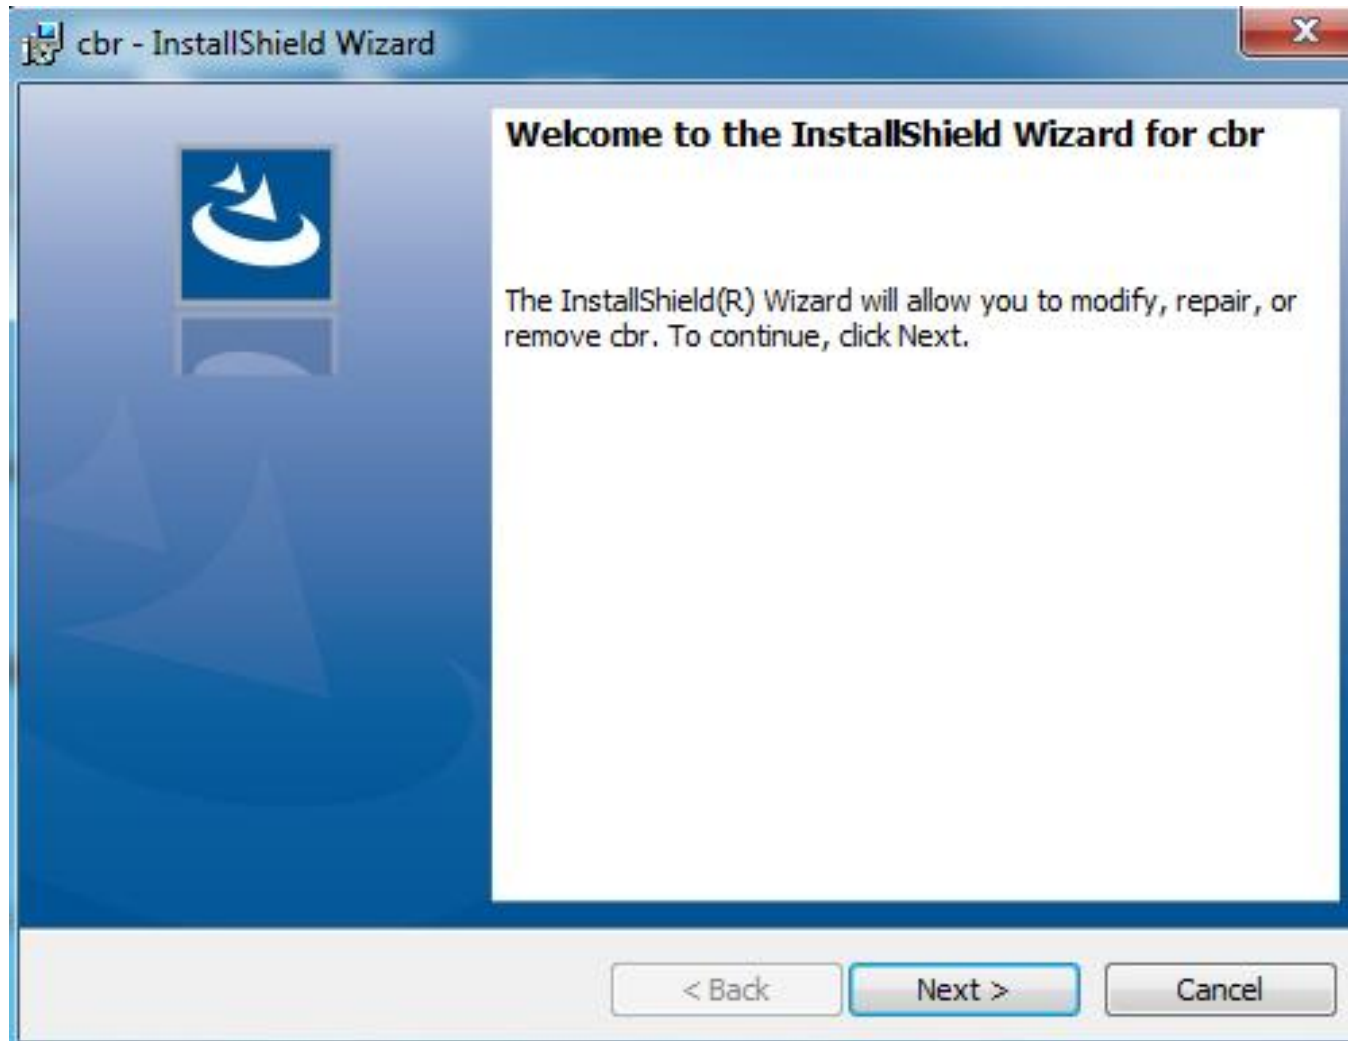 cbr - InstallShield Wizard
Welcome to the InstallShield Wizard for cbr
The InstallShield(R) Wizard will allow you to modify, repair, or
remove cbr. To continue, click Next.
< Back Next > Cancel